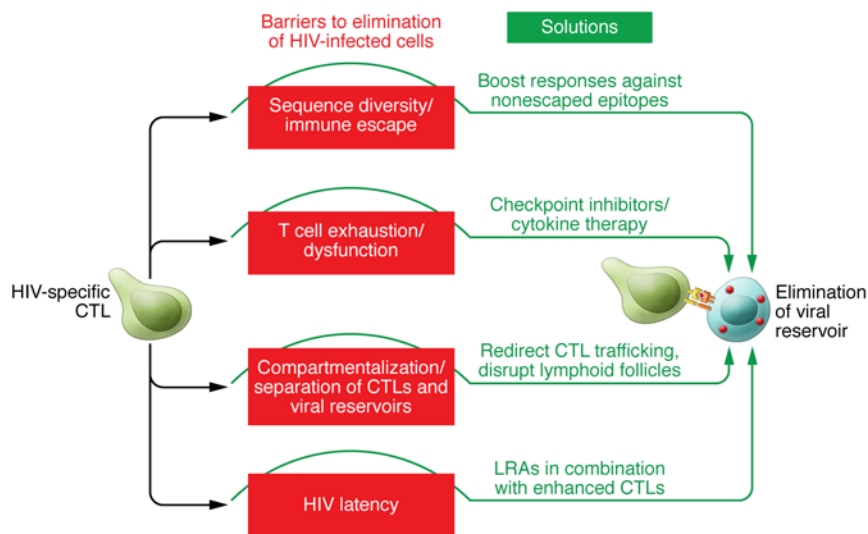 Barriers to elimination
of HIV-infected cells
Solutions
Sequence diversity/
immune escape
Boost responses against
nonescaped epitopes
T cell exhaustion/
dysfunction
Checkpoint inhibitors/
cytokine therapy
HIV-specific
CTL
Elimination
of viral
reservoir
Compartmentalization/
separation of CTLs and
viral reservoirs
Redirect CTL trafficking,
disrupt lymphoid follicles
HIV latency
LRAs in combination
with enhanced CTLs